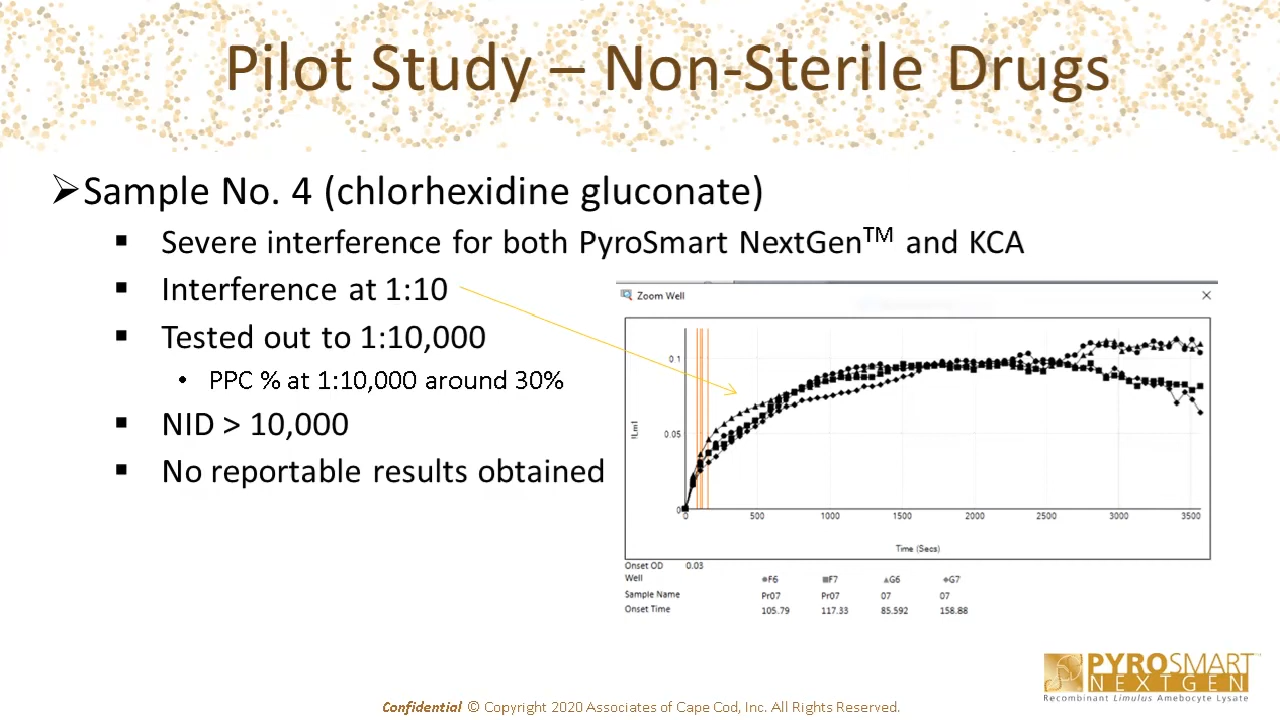 Pilot Study – Non-Sterile Drugs
➢Sample No. 4 (chlorhexidine gluconate)
▪ Severe interference for both PyroSmart NextGen™ and KCA
▪ Interference at 1:10
▪ Tested out to 1:10,000
• PPC % at 1:10,000 around 30%
▪ NID > 10,000
▪ No reportable results obtained
Zoom Well
0.1
0.05
0
0 500 1000 1500 2000 2500 3000 3500
Time (Secs)
Onset OD 0.03
Well F6 F7 G6 G7
Sample Name Pr07 Pr07 07 07
Onset Time 105.79 117.33 85.592 158.88
PYROSMART™
NEXTGEN
Recombinant Limulus Amebocyte Lysate
Confidential © Copyright 2020 Associates of Cape Cod, Inc. All Rights Reserved.